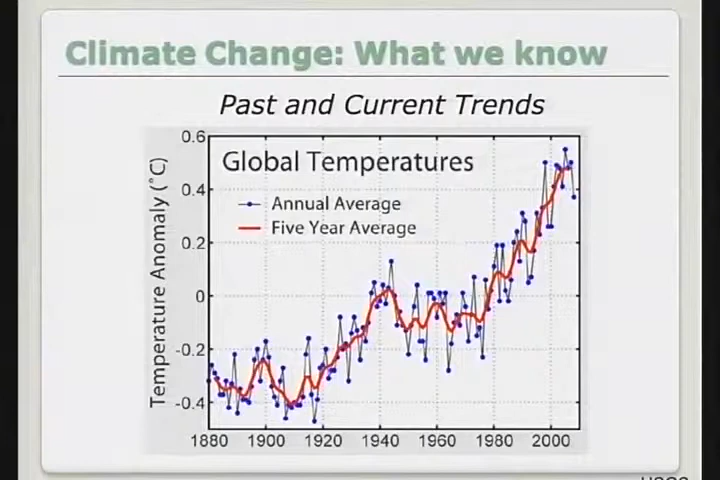 Climate Change: What we know
Past and Current Trends
Global Temperatures
Annual Average
Five Year Average
Temperature Anomaly (˚C)
0.6
0.4
0.2
0
-0.2
-0.4
1880 1900 1920 1940 1960 1980 2000